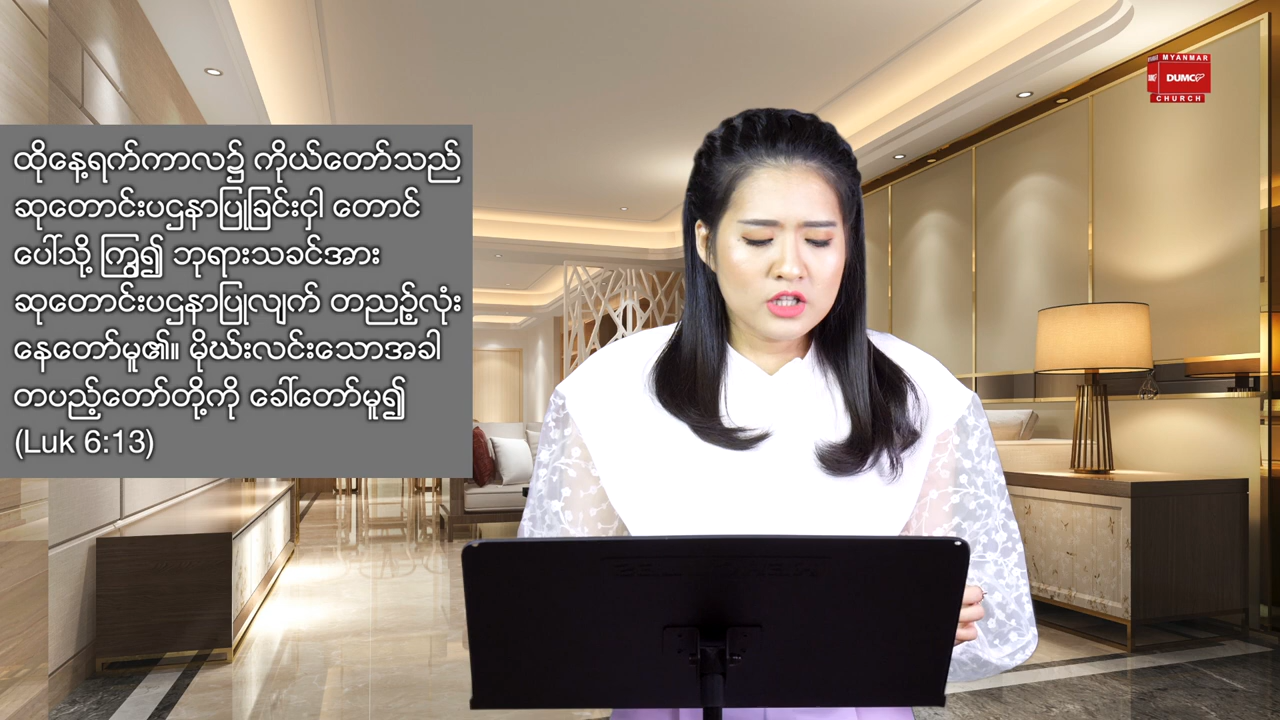 ထိုနေ့ရက်ကာလ၌ ကိုယ်တော်သည်
ဆုတောင်းပဌနာပြုခြင်းငှါ တောင်
ပေါ်သို့ ကြွ၍ ဘုရားသခင်အား
ဆုတောင်းပဌနာပြုလျက် တညဉ့်လုံး
နေတော်မူ၏။ မိုဃ်းလင်းသောအခါ
တပည့်တော်တို့ကို ခေါ်တော်မူ၍
(Luk 6:13)
MYANMAR
DUMC
CHURCH